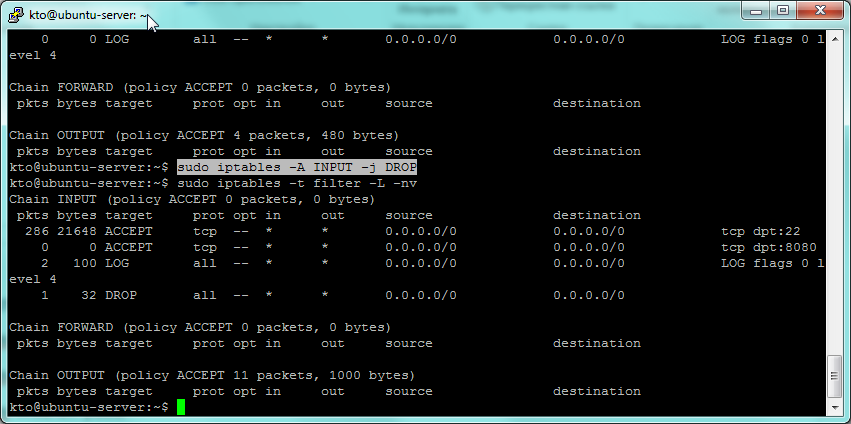 kto@ubuntu-server: ~
    0     0 LOG        all  --  *      *       0.0.0.0/0            0.0.0.0/0            LOG flags 0 l
evel 4
Chain FORWARD (policy ACCEPT 0 packets, 0 bytes)
 pkts bytes target     prot opt in     out     source               destination
Chain OUTPUT (policy ACCEPT 4 packets, 480 bytes)
 pkts bytes target     prot opt in     out     source               destination
kto@ubuntu-server:~$ sudo iptables -A INPUT -j DROP
kto@ubuntu-server:~$ sudo iptables -t filter -L -nv
Chain INPUT (policy ACCEPT 0 packets, 0 bytes)
 pkts bytes target     prot opt in     out     source               destination
  286 21648 ACCEPT     tcp  --  *      *       0.0.0.0/0            0.0.0.0/0            tcp dpt:22
    0     0 ACCEPT     tcp  --  *      *       0.0.0.0/0            0.0.0.0/0            tcp dpt:8080
    2   100 LOG        all  --  *      *       0.0.0.0/0            0.0.0.0/0            LOG flags 0 l
evel 4
    1    32 DROP       all  --  *      *       0.0.0.0/0            0.0.0.0/0
Chain FORWARD (policy ACCEPT 0 packets, 0 bytes)
 pkts bytes target     prot opt in     out     source               destination
Chain OUTPUT (policy ACCEPT 11 packets, 1000 bytes)
 pkts bytes target     prot opt in     out     source               destination
kto@ubuntu-server:~$